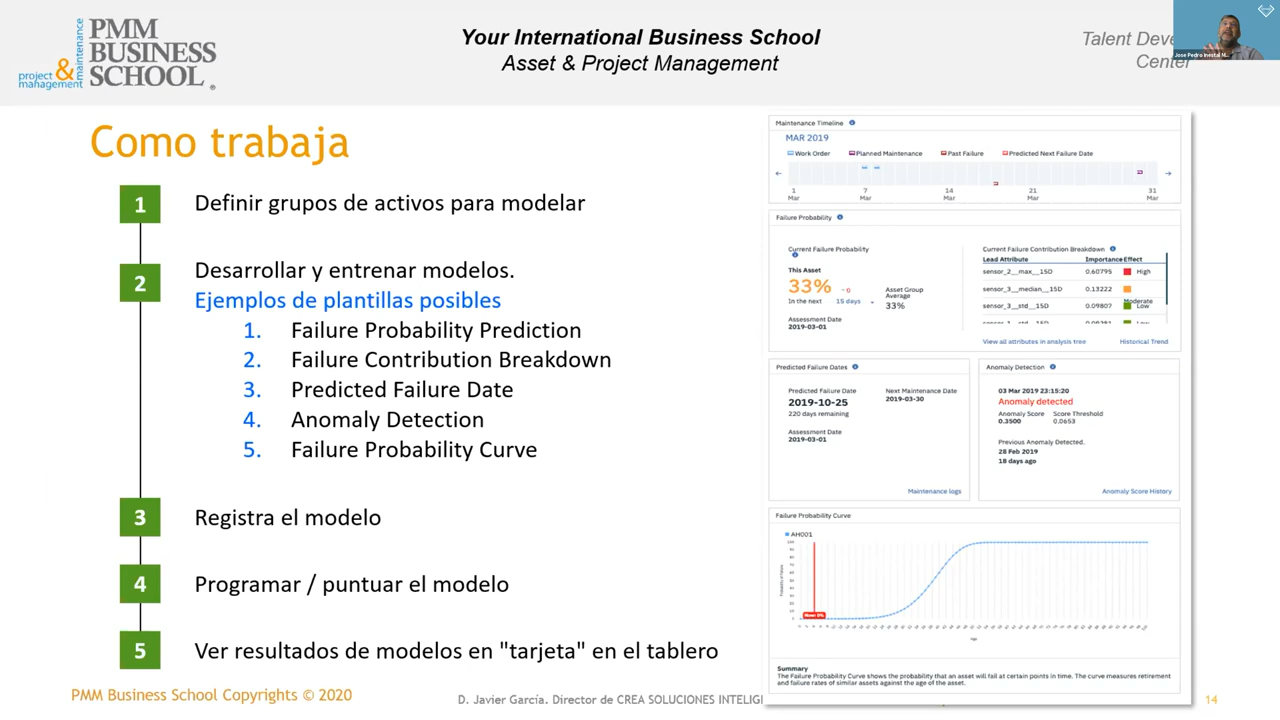 PMM
BUSINESS
SCHOOL
project & maintenance
management
Your International Business School
Asset & Project Management
Talent Deve
Center
Como trabaja
1 Definir grupos de activos para modelar
2 Desarrollar y entrenar modelos.
Ejemplos de plantillas posibles
1. Failure Probability Prediction
2. Failure Contribution Breakdown
3. Predicted Failure Date
4. Anomaly Detection
5. Failure Probability Curve
3 Registra el modelo
4 Programar / puntuar el modelo
5 Ver resultados de modelos en "tarjeta" en el tablero
Maintenance Timeline
MAR 2019
Work Order Planned Maintenance Past Failure Predicted Next Failure Date
1 7 14 21 31
Mar Mar Mar Mar Mar
Failure Probability
Current Failure Probability
This Asset
33% - 0
In the next 15 days
Asset Group
Average
33%
Assessment Date
2019-03-01
Current Failure Contribution Breakdown
Lead Attribute Importance Effect
sensor_2__max__15D 0.60795 High
sensor_3__median__15D 0.13222 Moderate
sensor_3__std__15D 0.09807 Low
View all attributes in analysis tree Historical Trend
Predicted Failure Dates
Predicted Failure Date
2019-10-25
220 days remaining
Next Maintenance Date
2019-03-30
Assessment Date
2019-03-01
Maintenance logs
Anomaly Detection
03 Mar 2019 23:15:20
Anomaly detected
Anomaly Score Score Threshold
0.3500 0.0653
Previous Anomaly Detected.
28 Feb 2019
18 days ago
Anomaly Score History
Failure Probability Curve
AH001
Probability of Failure
Age
Summary
The Failure Probability Curve shows the probability that an asset will fail at certain points in time. The curve measures retirement
and failure rates of similar assets against the age of the asset.
PMM Business School Copyrights © 2020
D. Javier García. Director de CREA SOLUCIONES INTELIG
14